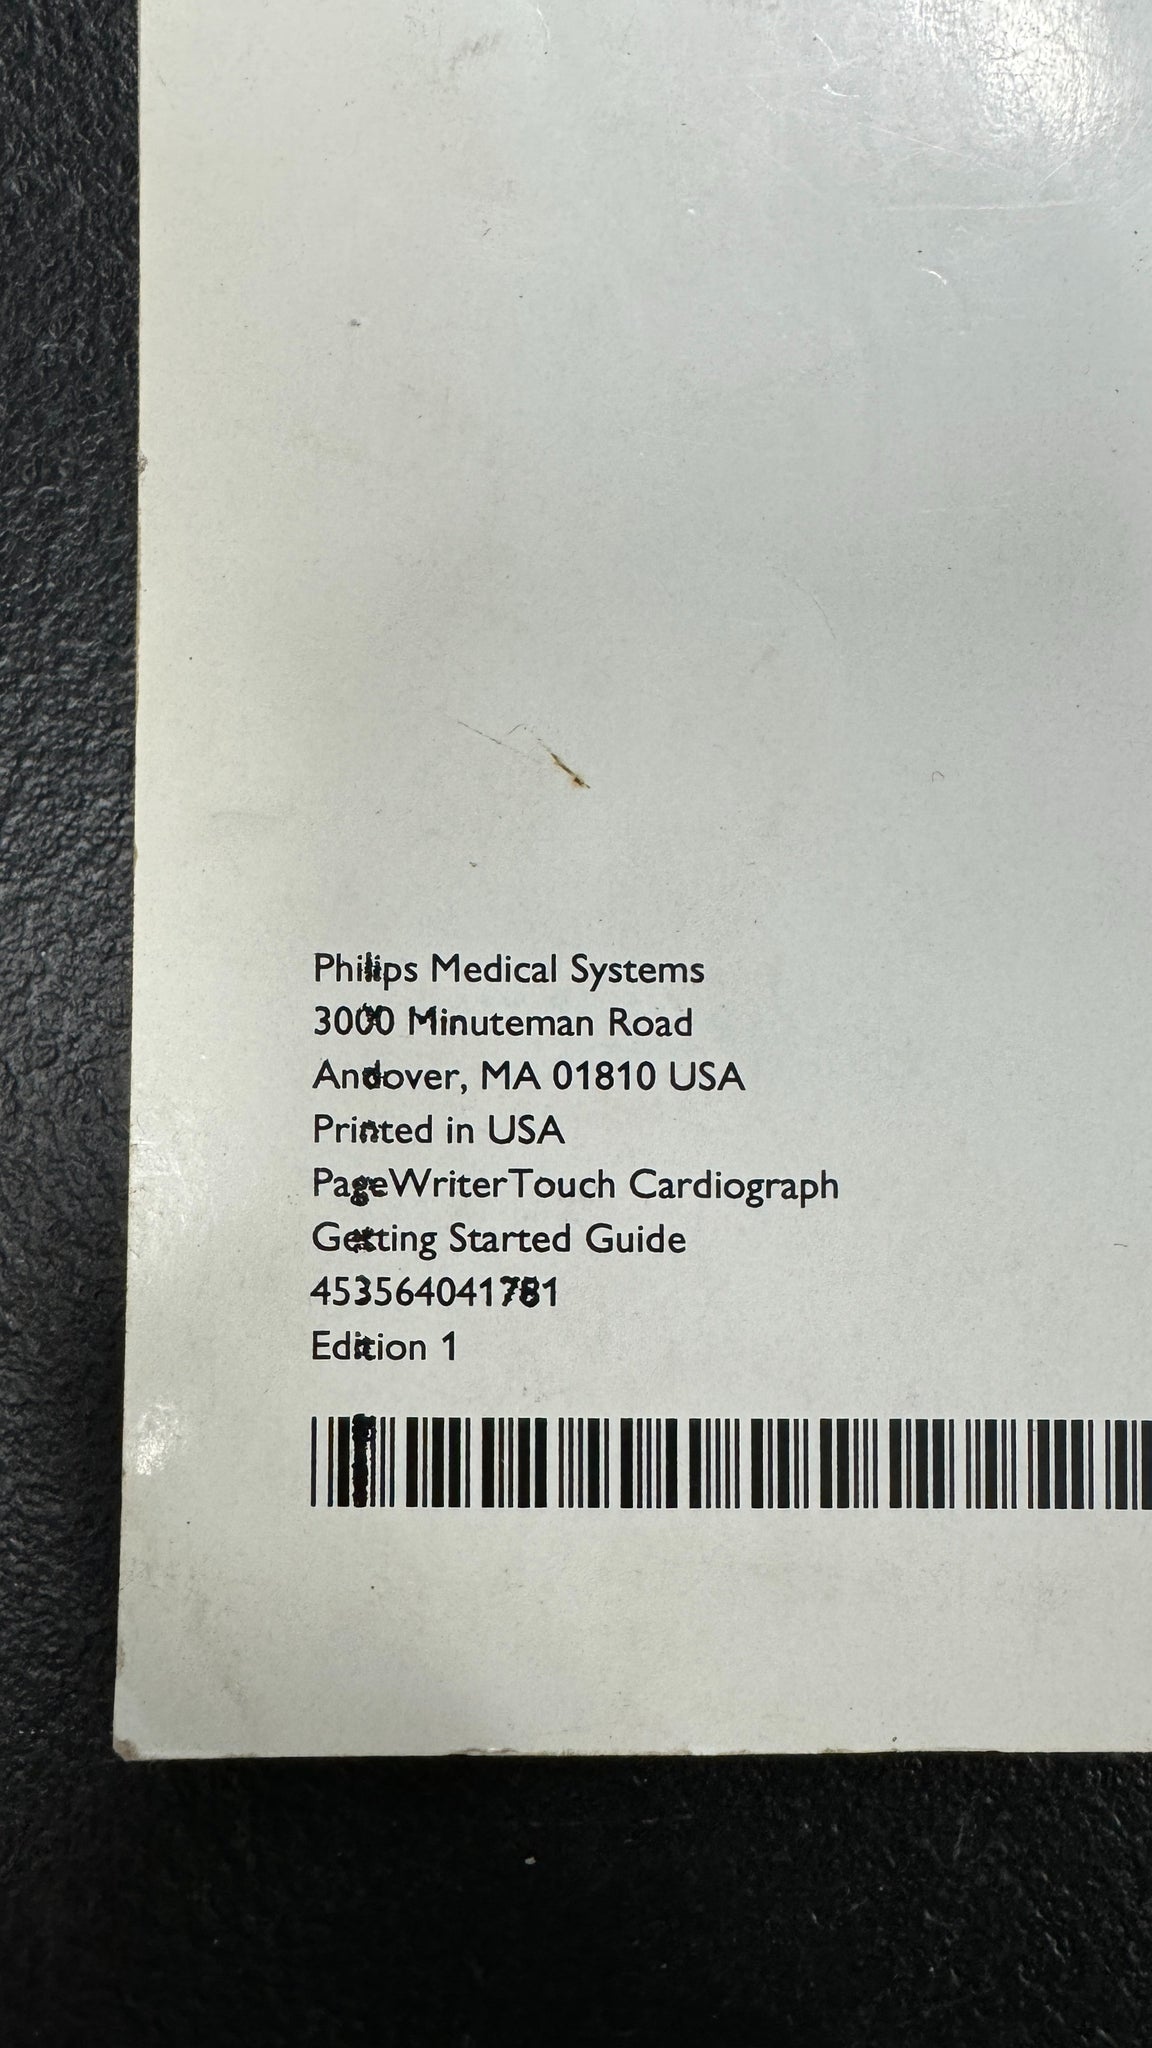 Philips Medical Systems
3000 Minuteman Road
Andover, MA 01810 USA
Printed in USA
PageWriter Touch Cardiograph
Getting Started Guide
453564041781
Edition 1